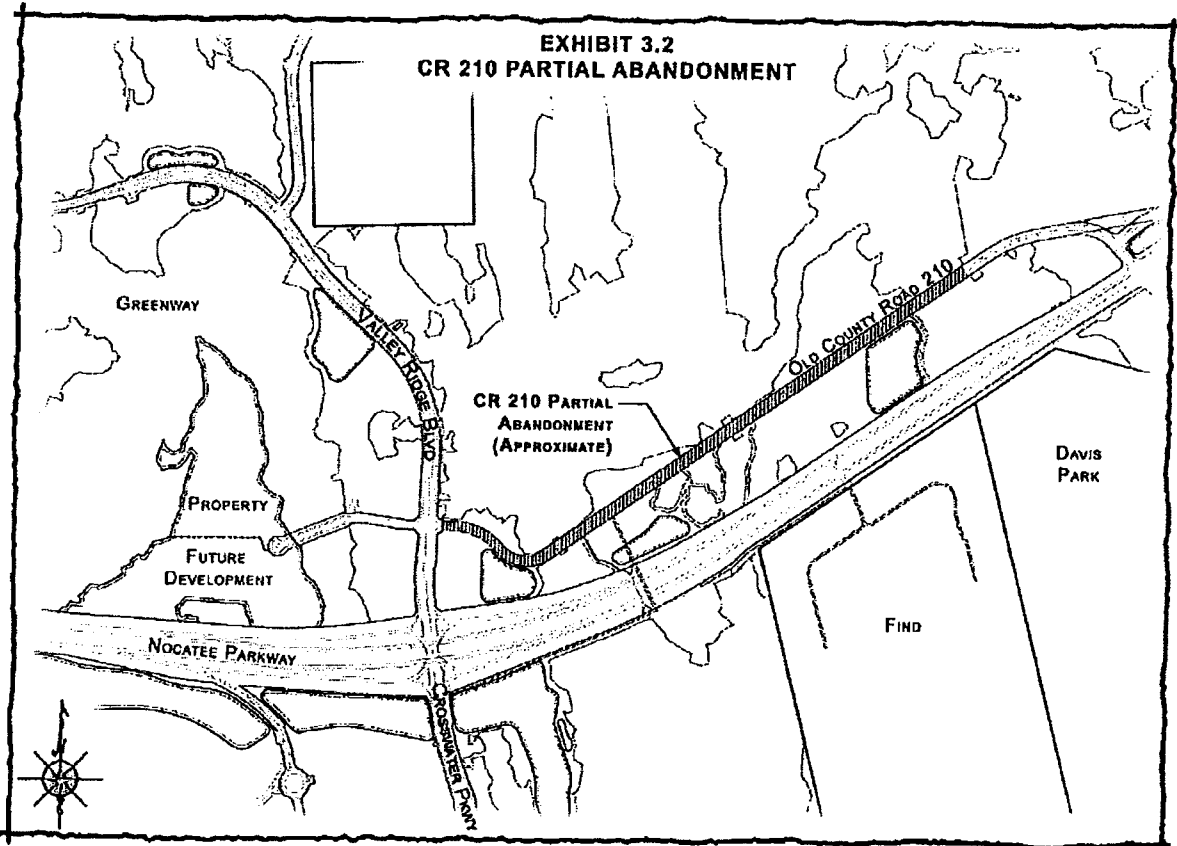 EXHIBIT 3.2
CR 210 PARTIAL ABANDONMENT
GREENWAY
VALLEY RIDGE BLVD
OLD COUNTY ROAD 210
CR 210 PARTIAL
ABANDONMENT
(APPROXIMATE)
DAVIS
PARK
PROPERTY
FUTURE
DEVELOPMENT
FIND
NOCATEE PARKWAY
CROSSWATER PKWY